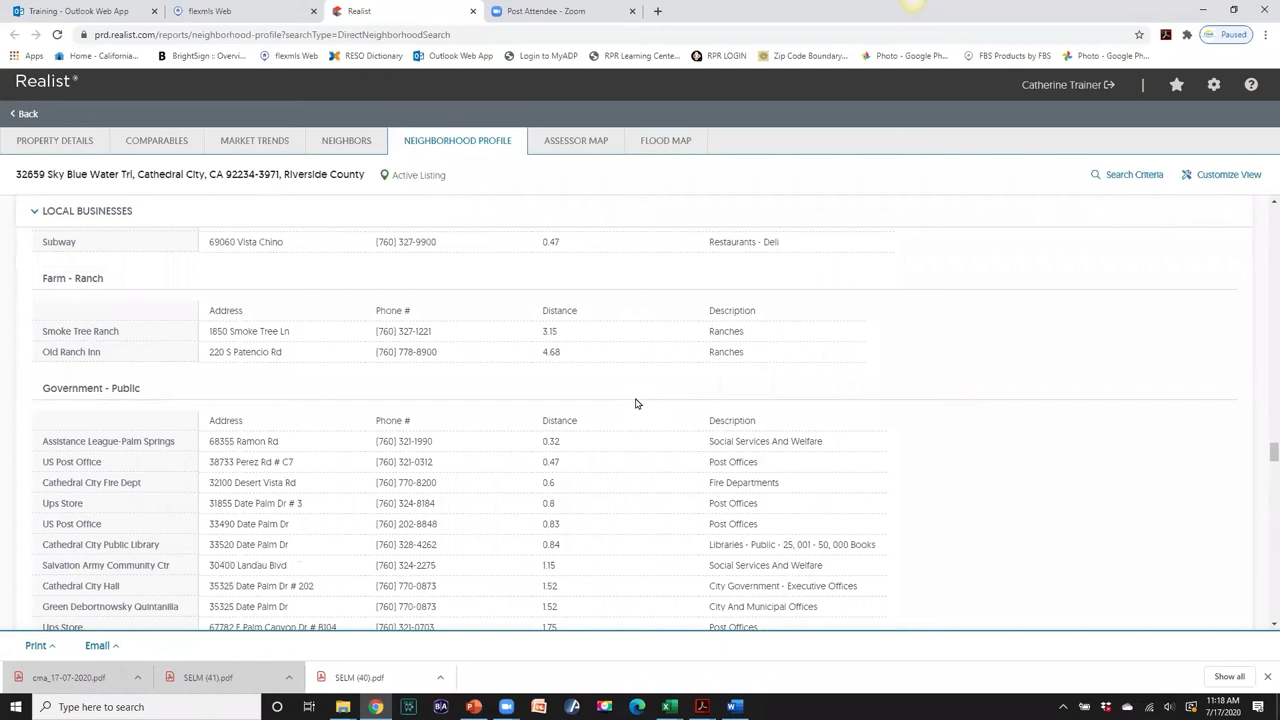 Training - Outlook Web App
flexmls Web
Realist
Post Attendee - Zoom
prd.realist.com/reports/neighborhood-profile?searchType=DirectNeighborhoodSearch
Paused
Apps
Home - California...
BrightSign :: Overvi...
flexmls Web
RESO Dictionary
Outlook Web App
Login to MyADP
RPR Learning Cente...
RPR LOGIN
Zip Code Boundary...
Photo - Google Ph...
FBS Products by FBS
Photo - Google Ph...
Realist®
Catherine Trainer
Back
PROPERTY DETAILS
COMPARABLES
MARKET TRENDS
NEIGHBORS
NEIGHBORHOOD PROFILE
ASSESSOR MAP
FLOOD MAP
32659 Sky Blue Water Trl, Cathedral City, CA 92234-3971, Riverside County
Active Listing
Search Criteria
Customize View
LOCAL BUSINESSES
Subway 69060 Vista Chino (760) 327-9900 0.47 Restaurants - Deli
Farm - Ranch
Address Phone # Distance Description
Smoke Tree Ranch 1850 Smoke Tree Ln (760) 327-1221 3.15 Ranches
Old Ranch Inn 220 S Patencio Rd (760) 778-8900 4.68 Ranches
Government - Public
Address Phone # Distance Description
Assistance League-Palm Springs 68355 Ramon Rd (760) 321-1990 0.32 Social Services And Welfare
US Post Office 38733 Perez Rd # C7 (760) 321-0312 0.47 Post Offices
Cathedral City Fire Dept 32100 Desert Vista Rd (760) 770-8200 0.6 Fire Departments
Ups Store 31855 Date Palm Dr # 3 (760) 324-8184 0.8 Post Offices
US Post Office 33490 Date Palm Dr (760) 202-8848 0.83 Post Offices
Cathedral City Public Library 33520 Date Palm Dr (760) 328-4262 0.84 Libraries - Public - 25, 001 - 50, 000 Books
Salvation Army Community Ctr 30400 Landau Blvd (760) 324-2275 1.15 Social Services And Welfare
Cathedral City Hall 35325 Date Palm Dr # 202 (760) 770-0873 1.52 City Government - Executive Offices
Green Debortnowsky Quintanilla 35325 Date Palm Dr (760) 770-0873 1.52 City And Municipal Offices
Ups Store 67782 E Palm Canyon Dr # B104 (760) 321-0703 1.75 Post Offices
Print
Email
cma_17-07-2020.pdf
SELM (41).pdf
SELM (40).pdf
Show all
Type here to search
11:18 AM
7/17/2020